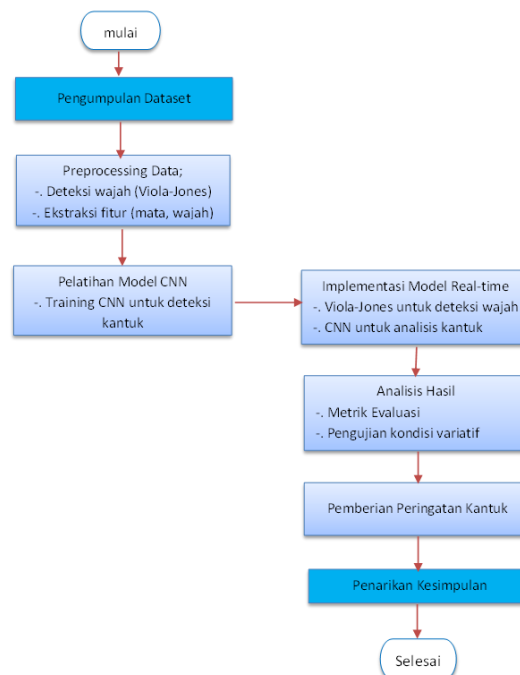 mulai
Pengumpulan Dataset
Preprocessing Data;
-. Deteksi wajah (Viola-Jones)
-. Ekstraksi fitur (mata, wajah)
Pelatihan Model CNN
-. Training CNN untuk deteksi
kantuk
Implementasi Model Real-time
-. Viola-Jones untuk deteksi wajah
-. CNN untuk analisis kantuk
Analisis Hasil
-. Metrik Evaluasi
-. Pengujian kondisi variatif
Pemberian Peringatan Kantuk
Penarikan Kesimpulan
Selesai